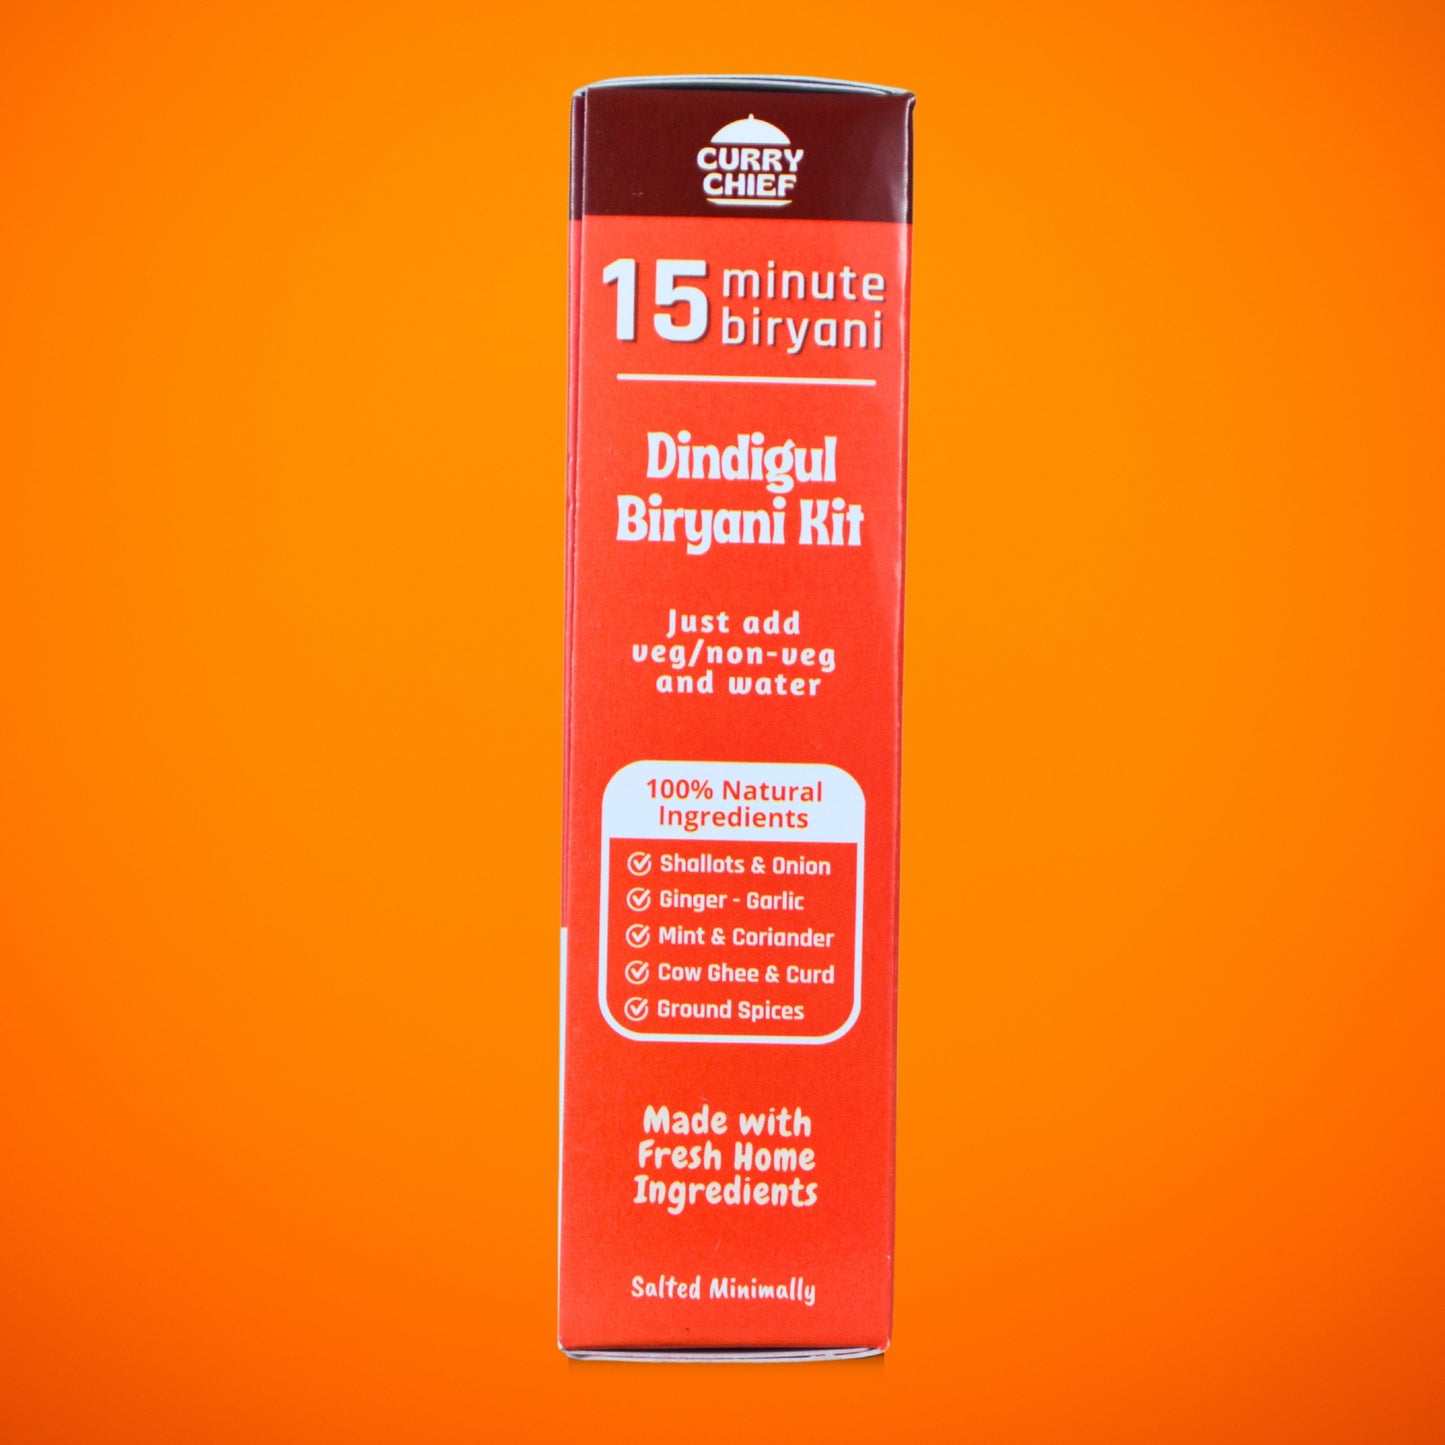 CURRY
CHIEF
15 minute
biryani
Dindigul
Biryani Kit
Just add
veg/non-veg
and water
100% Natural
Ingredients
Shallots & Onion
Ginger - Garlic
Mint & Coriander
Cow Ghee & Curd
Ground Spices
Made with
Fresh Home
Ingredients
Salted Minimally